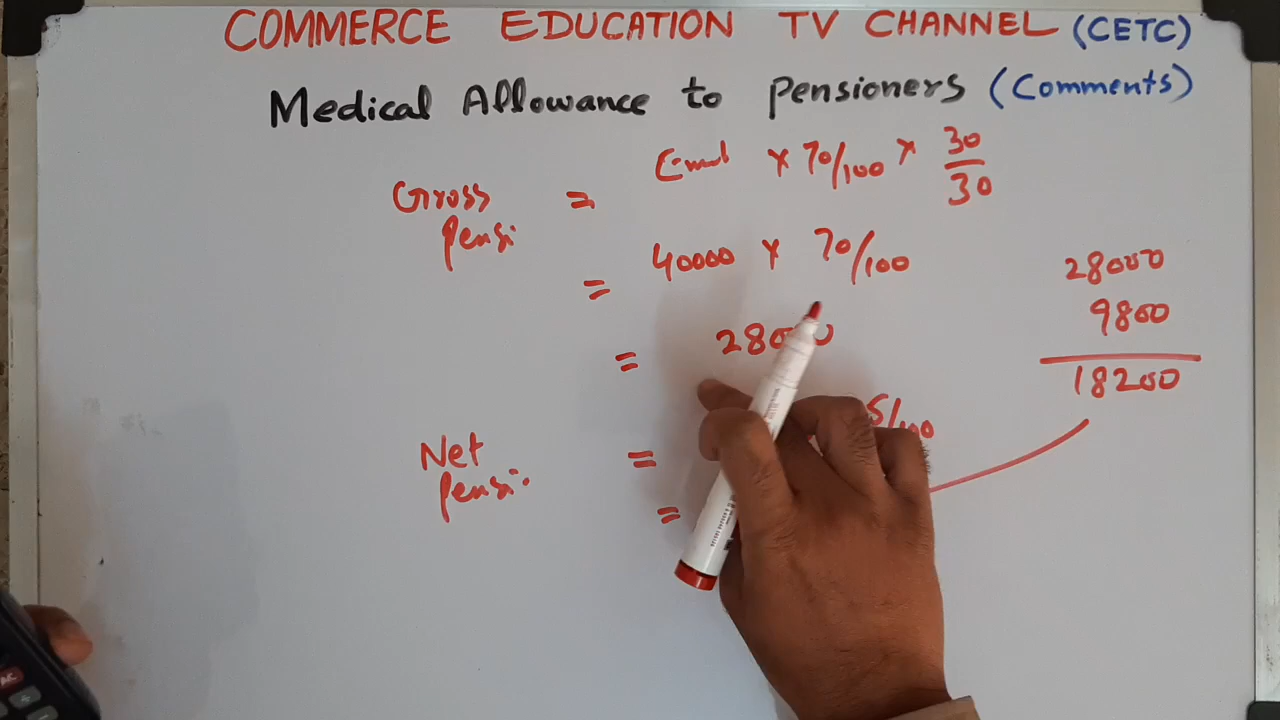 COMMERCE EDUCATION TV CHANNEL (CETC)
Medical Allowance to Pensioners (Comments)
Gross pensi = Emol × 70/100 × 30/30
= 40000 × 70/100
= 28000
Net pensi. =
=
28000
9800
18200
AC